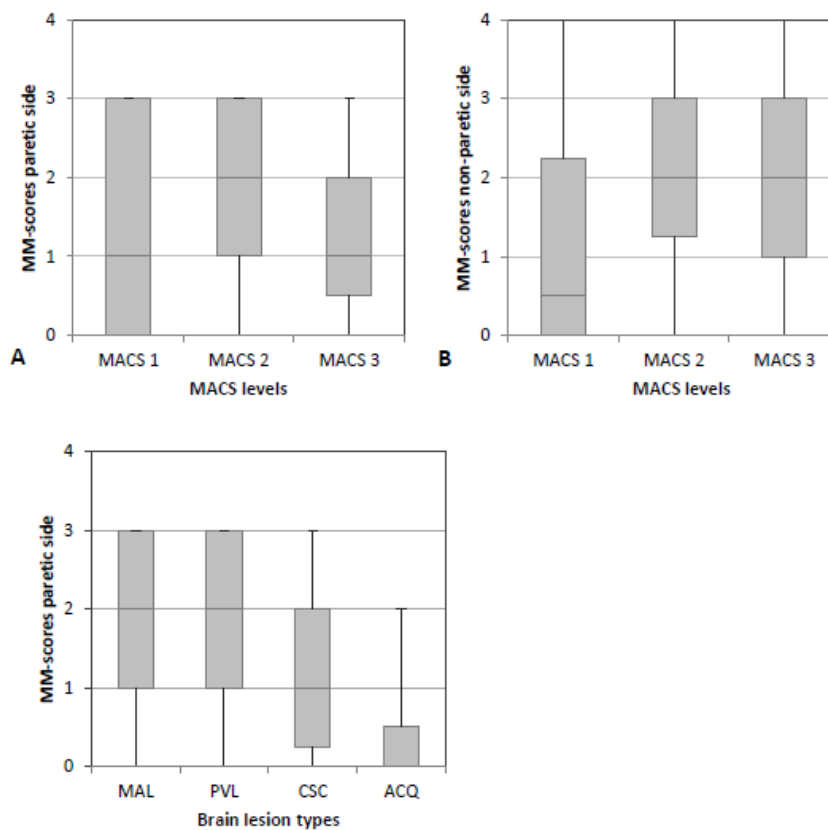 MM-scores paretic side
4
3
2
1
0
MACS 1 MACS 2 MACS 3
MACS levels
A
MM-scores non-paretic side
4
3
2
1
0
MACS 1 MACS 2 MACS 3
MACS levels
B
MM-scores paretic side
4
3
2
1
0
MAL PVL CSC ACQ
Brain lesion types